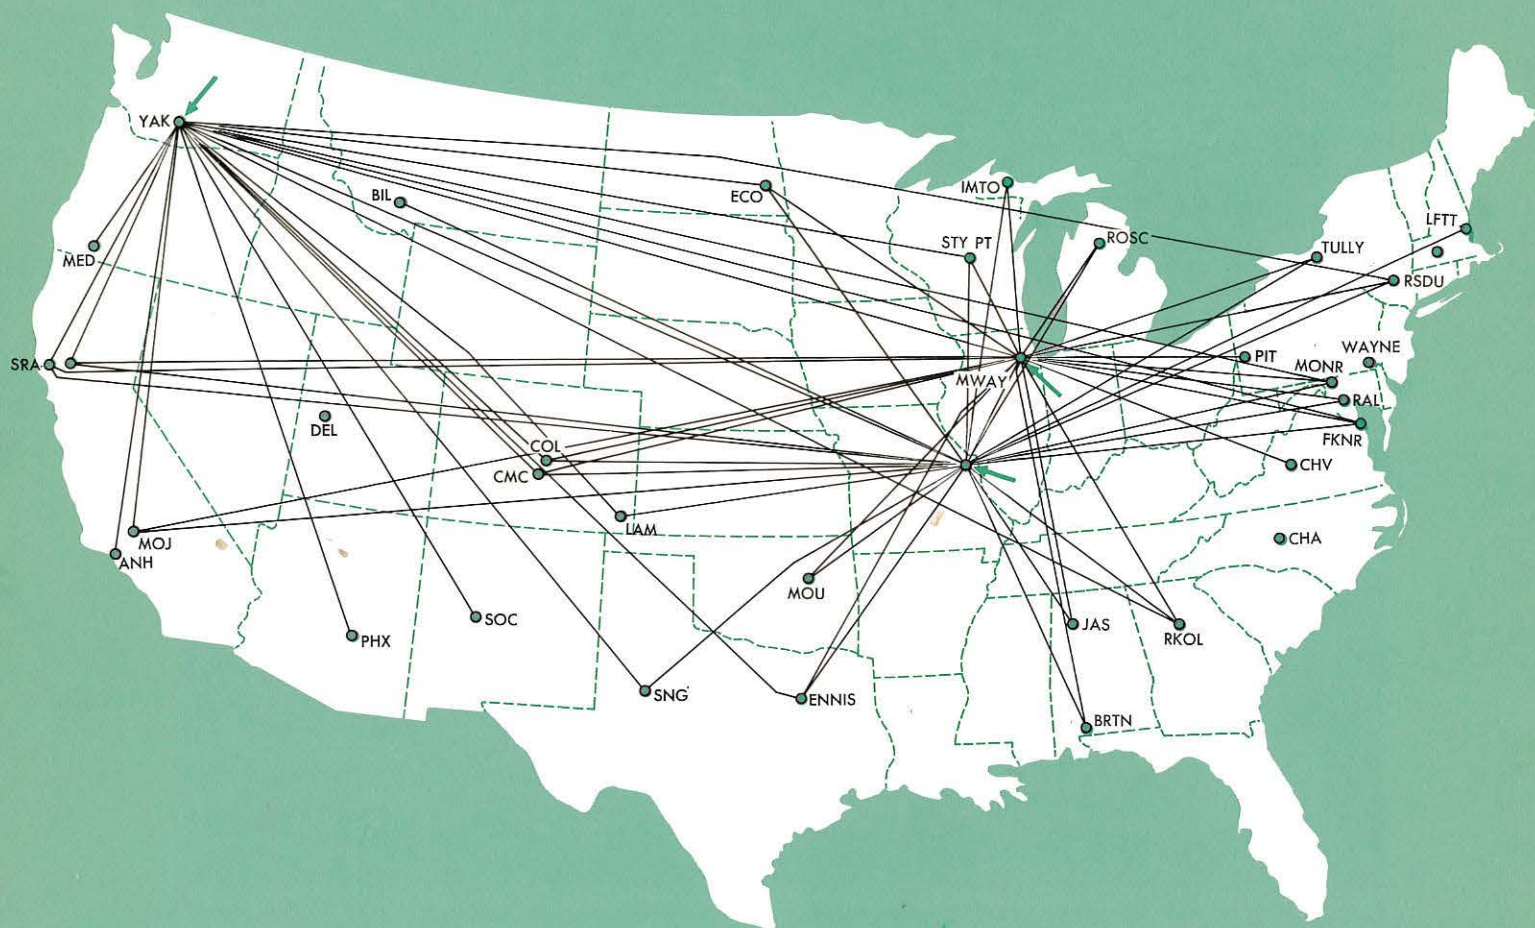 YAK
BIL
ECO
IMTO
ROSC
LFTT
STY PT
TULLY
MED
RSDU
SRA
PIT
WAYNE
MONR
MWAY
RAL
DEL
FKNR
COL
CMC
CHV
LAM
MOJ
CHA
ANH
MOU
SOC
JAS
PHX
RKOL
SNG
ENNIS
BRTN